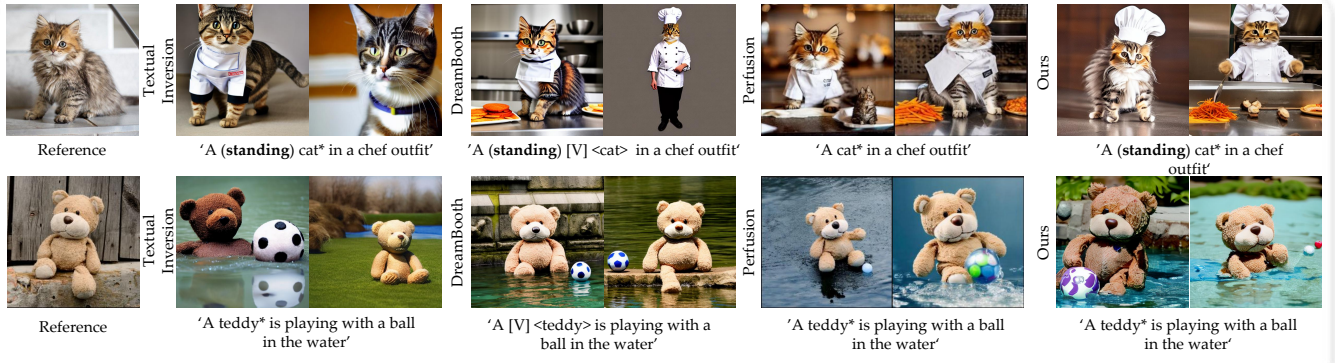 Textual
Inversion
DreamBooth
Perfusion
Ours
Reference
‘A (standing) cat* in a chef outfit’
’A (standing) [V] <cat> in a chef outfit‘
‘A cat* in a chef outfit’
’A (standing) cat* in a chef
outfit‘
Textual
Inversion
DreamBooth
Perfusion
Ours
Reference
‘A teddy* is playing with a ball
in the water’
‘A [V] <teddy> is playing with a
ball in the water’
’A teddy* is playing with a ball
in the water‘
‘A teddy* is playing with a ball
in the water‘